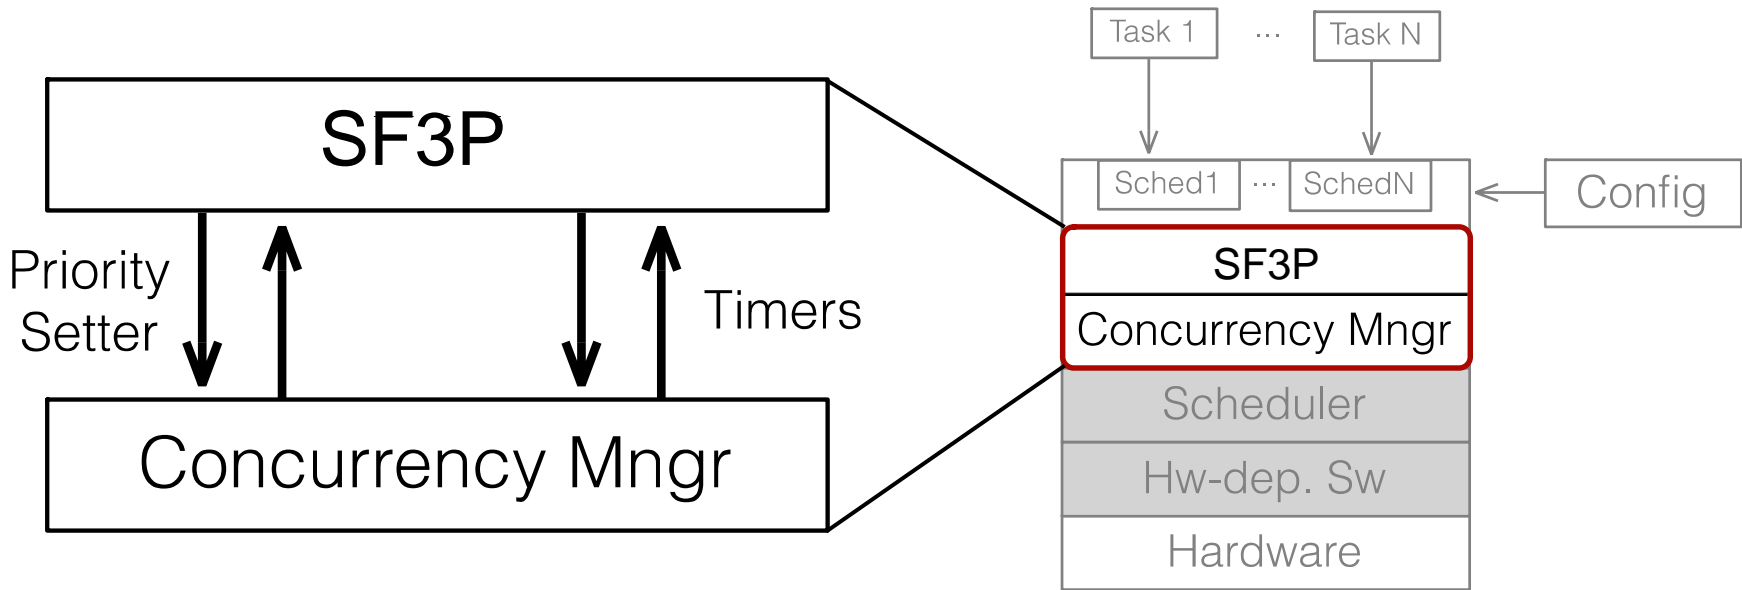 SF3P
Priority
Setter
Timers
Concurrency Mngr
Task 1 ... Task N
Sched1 ... SchedN
Config
SF3P
Concurrency Mngr
Scheduler
Hw-dep. Sw
Hardware